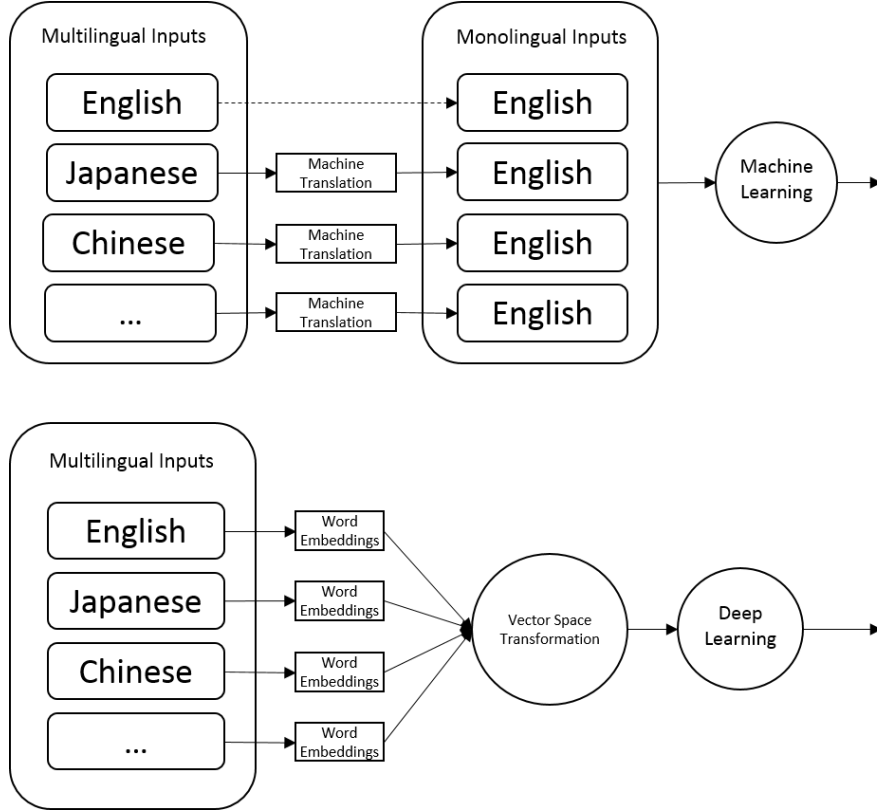 Multilingual Inputs
Monolingual Inputs
English
English
Japanese
Machine
Translation
English
Chinese
Machine
Translation
English
...
Machine
Translation
English
Machine
Learning
Multilingual Inputs
English
Word
Embeddings
Japanese
Word
Embeddings
Chinese
Word
Embeddings
...
Word
Embeddings
Vector Space
Transformation
Deep
Learning